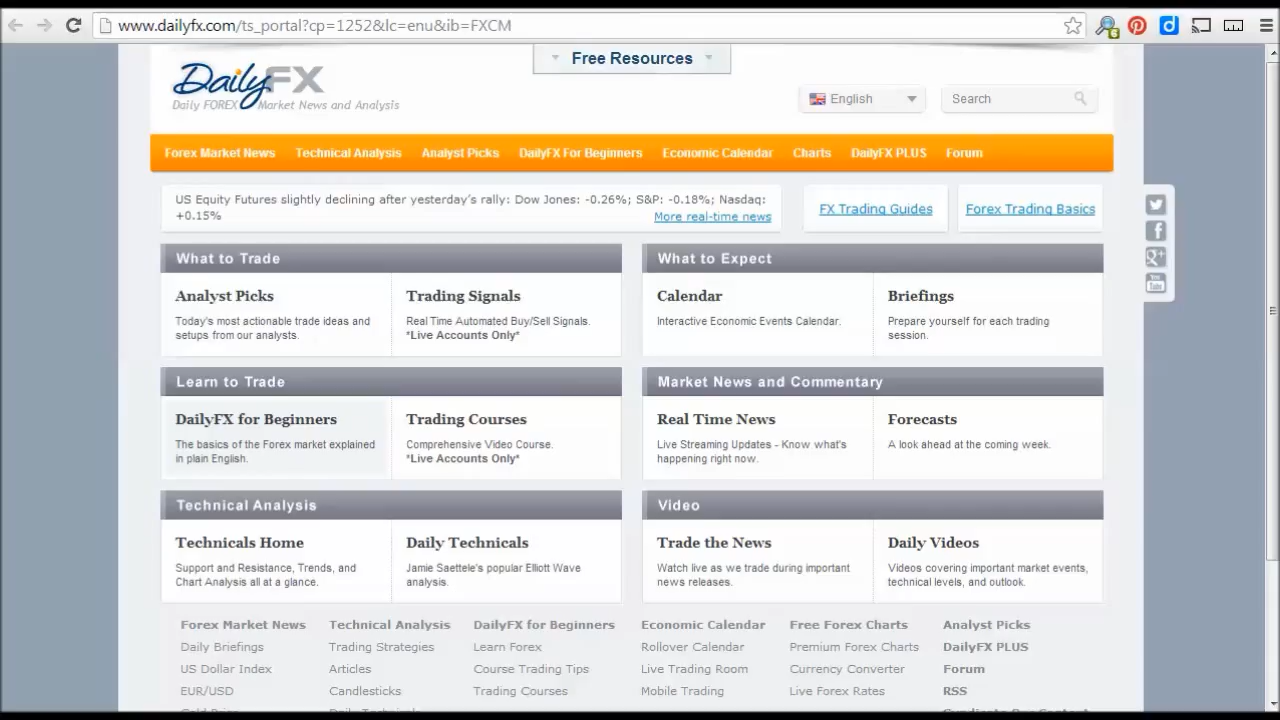 www.dailyfx.com/ts_portal?cp=1252&lc=enu&ib=FXCM
6
Free Resources
DailyFX
Daily FOREX Market News and Analysis
English
Search
Forex Market News Technical Analysis Analyst Picks DailyFX For Beginners Economic Calendar Charts DailyFX PLUS Forum
US Equity Futures slightly declining after yesterday's rally: Dow Jones: -0.26%; S&P: -0.18%; Nasdaq:
+0.15%
More real-time news
FX Trading Guides
Forex Trading Basics
What to Trade
Analyst Picks
Today's most actionable trade ideas and
setups from our analysts.
Trading Signals
Real Time Automated Buy/Sell Signals.
*Live Accounts Only*
What to Expect
Calendar
Interactive Economic Events Calendar.
Briefings
Prepare yourself for each trading
session.
Learn to Trade
DailyFX for Beginners
The basics of the Forex market explained
in plain English.
Trading Courses
Comprehensive Video Course.
*Live Accounts Only*
Market News and Commentary
Real Time News
Live Streaming Updates - Know what's
happening right now.
Forecasts
A look ahead at the coming week.
Technical Analysis
Technicals Home
Support and Resistance, Trends, and
Chart Analysis all at a glance.
Daily Technicals
Jamie Saettele's popular Elliott Wave
analysis.
Video
Trade the News
Watch live as we trade during important
news releases.
Daily Videos
Videos covering important market events,
technical levels, and outlook.
Forex Market News Technical Analysis DailyFX for Beginners Economic Calendar Free Forex Charts Analyst Picks
Daily Briefings Trading Strategies Learn Forex Rollover Calendar Premium Forex Charts DailyFX PLUS
US Dollar Index Articles Course Trading Tips Live Trading Room Currency Converter Forum
EUR/USD Candlesticks Trading Courses Mobile Trading Live Forex Rates RSS